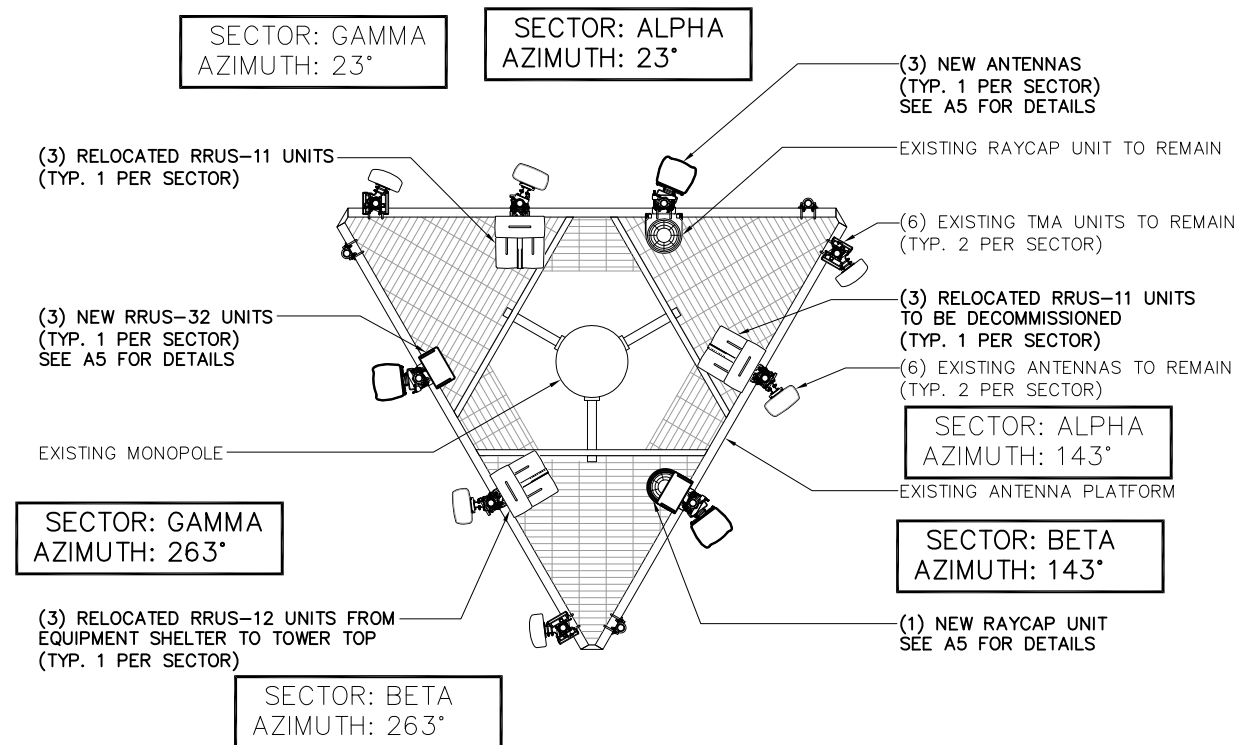 SECTOR: GAMMA
AZIMUTH: 23°
SECTOR: ALPHA
AZIMUTH: 23°
(3) NEW ANTENNAS
(TYP. 1 PER SECTOR)
SEE A5 FOR DETAILS
(3) RELOCATED RRUS-11 UNITS
(TYP. 1 PER SECTOR)
EXISTING RAYCAP UNIT TO REMAIN
(6) EXISTING TMA UNITS TO REMAIN
(TYP. 2 PER SECTOR)
(3) NEW RRUS-32 UNITS
(TYP. 1 PER SECTOR)
SEE A5 FOR DETAILS
(3) RELOCATED RRUS-11 UNITS
TO BE DECOMMISSIONED
(TYP. 1 PER SECTOR)
(6) EXISTING ANTENNAS TO REMAIN
(TYP. 2 PER SECTOR)
SECTOR: ALPHA
AZIMUTH: 143°
EXISTING MONOPOLE
EXISTING ANTENNA PLATFORM
SECTOR: GAMMA
AZIMUTH: 263°
SECTOR: BETA
AZIMUTH: 143°
(3) RELOCATED RRUS-12 UNITS FROM
EQUIPMENT SHELTER TO TOWER TOP
(TYP. 1 PER SECTOR)
(1) NEW RAYCAP UNIT
SEE A5 FOR DETAILS
SECTOR: BETA
AZIMUTH: 263°